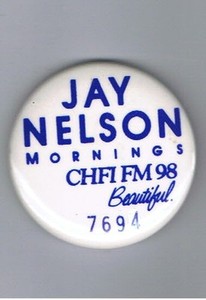 JAY
NELSON
MORNINGS
CHFI FM 98
Beautiful.
7694